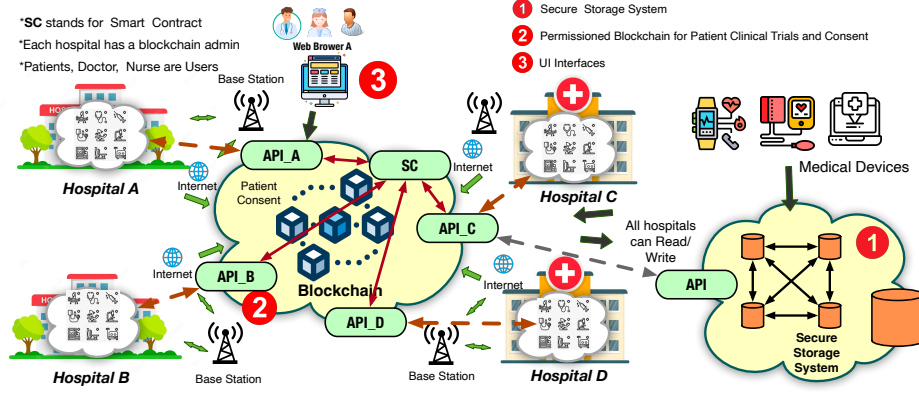 *SC stands for Smart Contract
*Each hospital has a blockchain admin
*Patients, Doctor, Nurse are Users
Web Brower A
3
1 Secure Storage System
2 Permissioned Blockchain for Patient Clinical Trials and Consent
3 UI Interfaces
Base Station
Hospital A
Internet
API_A
SC
Patient
Consent
Internet
Hospital C
Medical Devices
API_C
All hospitals
can Read/
Write
1
API
Internet
API_B
2
Blockchain
API_D
Internet
Hospital B
Base Station
Base Station
Hospital D
Secure
Storage
System